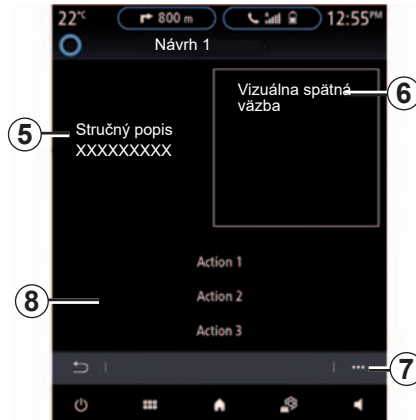 22°C
800 m
12:55PM
Návrh 1
Vizuálna spätná
väzba
6
5
Stručný popis
XXXXXXXXX
Action 1
8
Action 2
Action 3
7